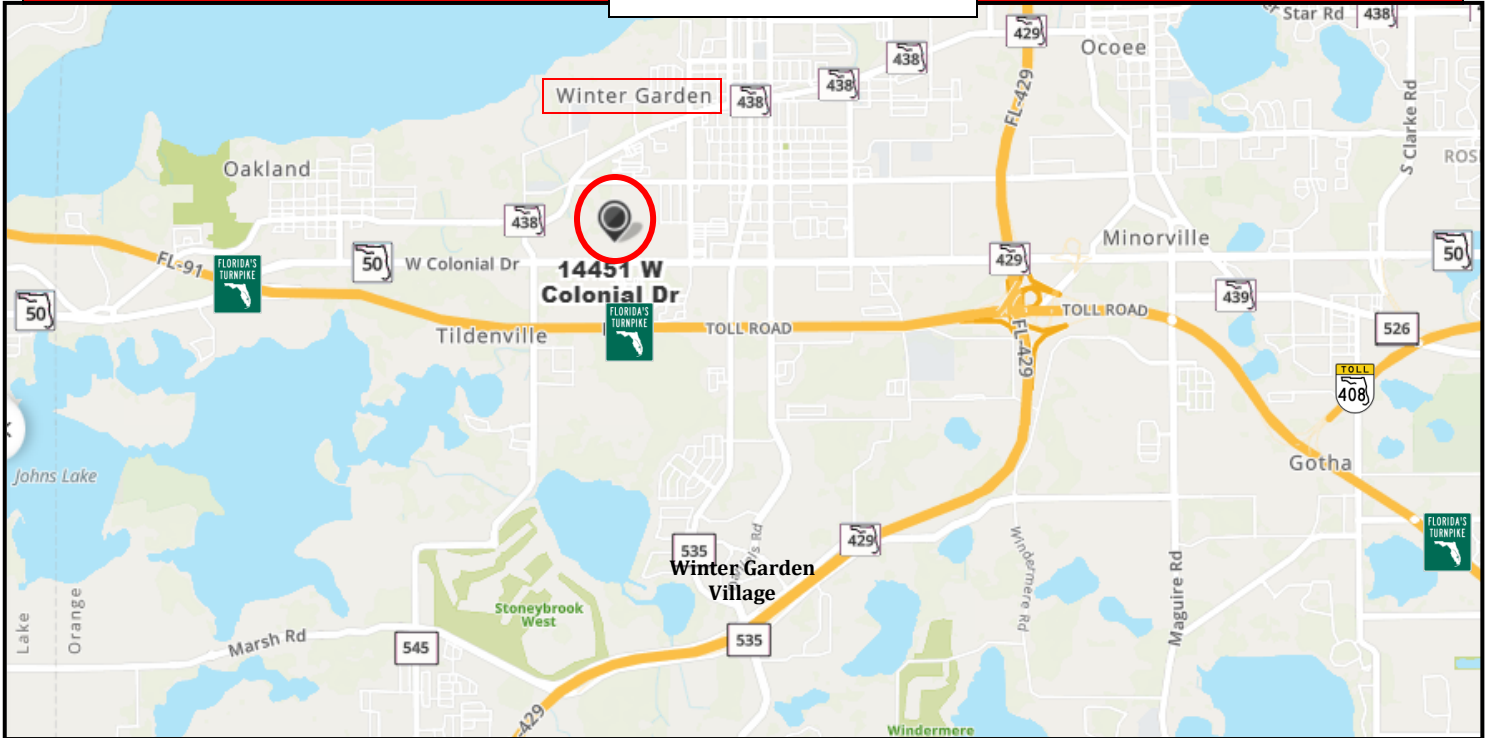 Star Rd
438
429
Ocoee
438
438
Winter Garden
438
FL-429
S Clarke Rd
Oakland
438
Minorville
50
FL-91
FLORIDA'S
TURNPIKE
50
W Colonial Dr
14451 W
Colonial Dr
429
50
439
FLORIDA'S
TURNPIKE
TOLL ROAD
TOLL ROAD
526
Tildenville
FL-429
TOLL
408
Johns Lake
Gotha
FLORIDA'S
TURNPIKE
429
535
Winter Garden
Village
Windermere Rd
Maguire Rd
Stoneybrook
West
Lake
Orange
Marsh Rd
545
535
-429
Windermere